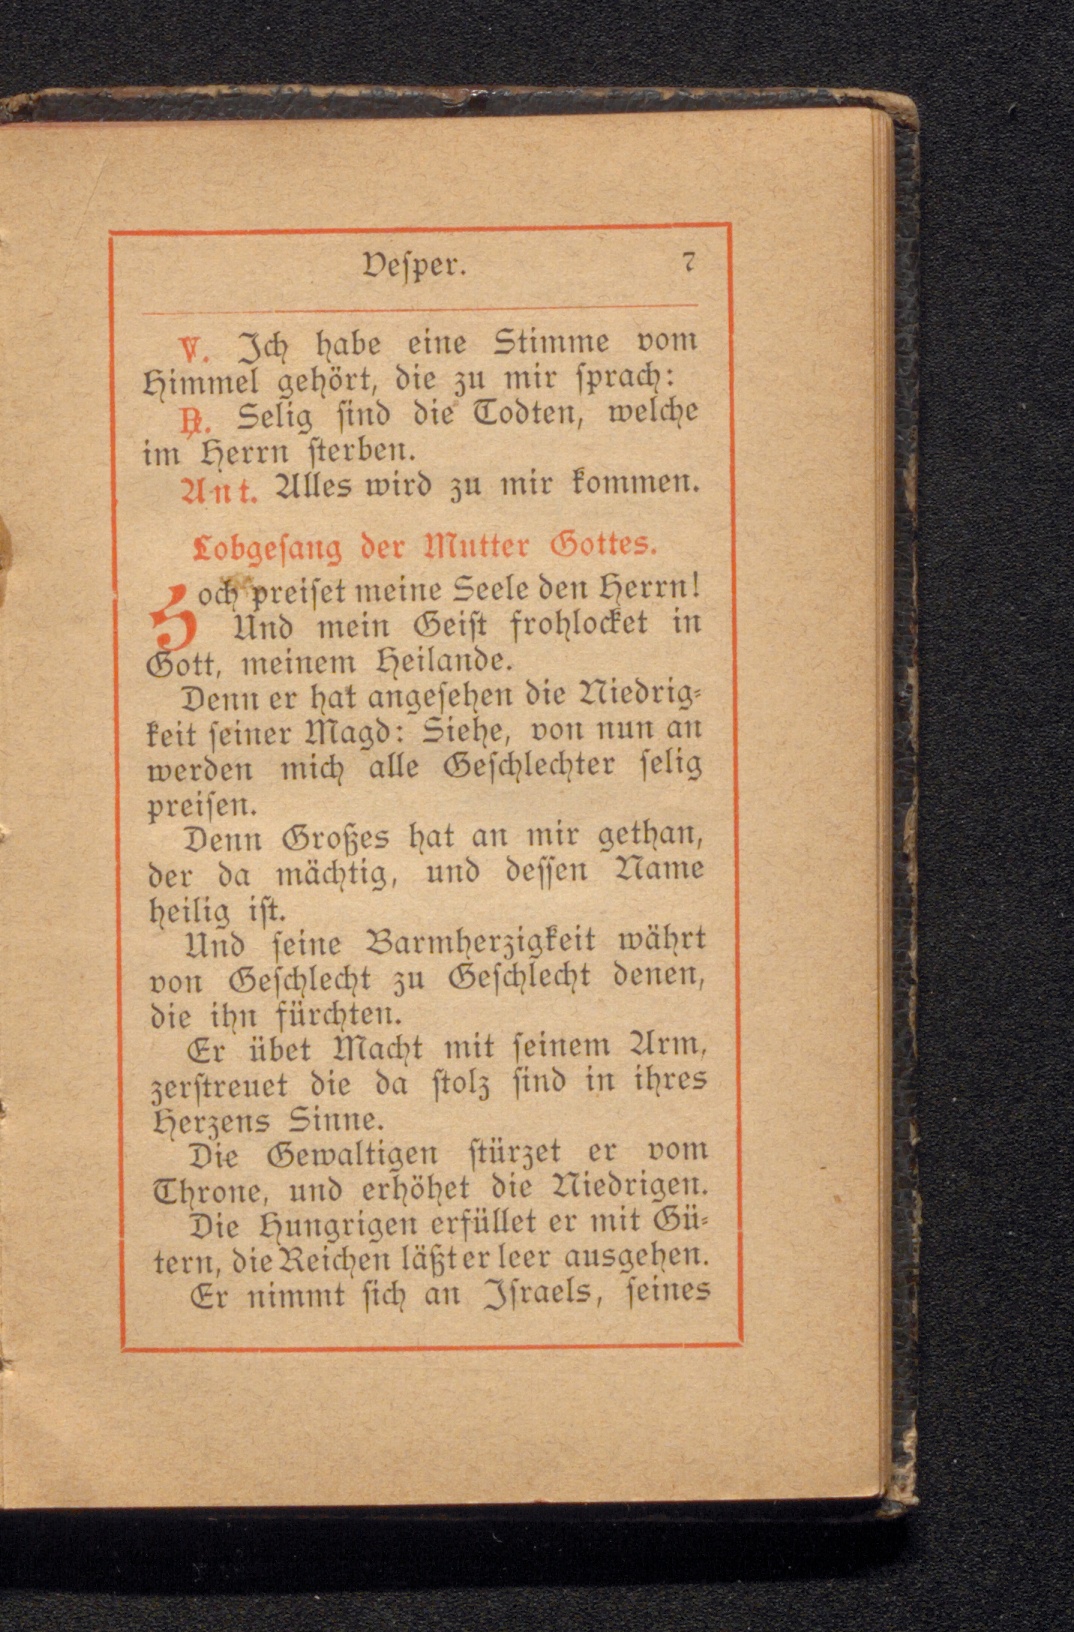 Veſper. 7
℣. Ich habe eine Stimme vom
Himmel gehört, die zu mir ſprach:
℟. Selig ſind die Todten, welche
im Herrn ſterben.
Ant. Alles wird zu mir kommen.
Lobgeſang der Mutter Gottes.
Hoch preiſet meine Seele den Herrn!
Und mein Geiſt frohlocket in
Gott, meinem Heilande.
Denn er hat angeſehen die Niedrig⸗
keit ſeiner Magd: Siehe, von nun an
werden mich alle Geſchlechter ſelig
preiſen.
Denn Großes hat an mir gethan,
der da mächtig, und deſſen Name
heilig iſt.
Und ſeine Barmherzigkeit währt
von Geſchlecht zu Geſchlecht denen,
die ihn fürchten.
Er übet Macht mit ſeinem Arm,
zerſtreuet die da ſtolz ſind in ihres
Herzens Sinne.
Die Gewaltigen ſtürzet er vom
Throne, und erhöhet die Niedrigen.
Die Hungrigen erfüllet er mit Gü⸗
tern, die Reichen läßt er leer ausgehen.
Er nimmt ſich an Iſraels, ſeines